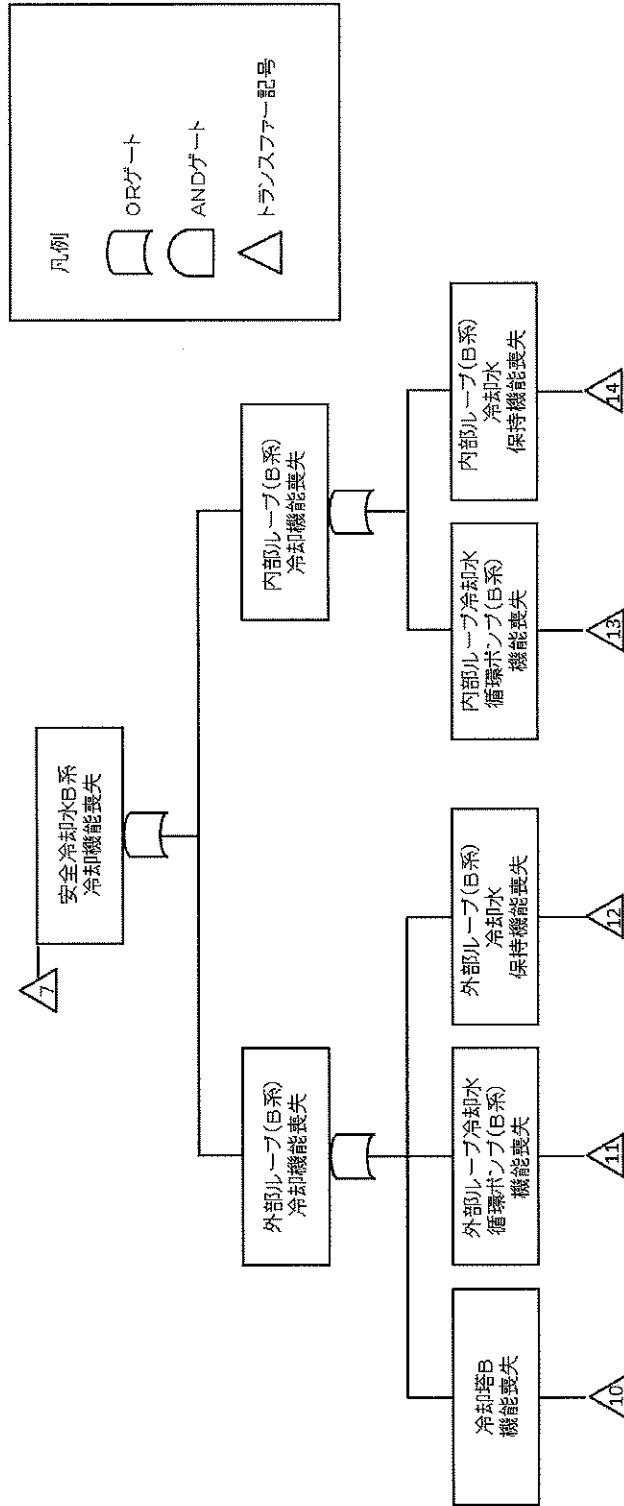 凡例
ORゲート
ANDゲート
トランスファー記号
7
安全冷却水B系
冷却機能喪失
外部ループ(B系)
冷却機能喪失
内部ループ(B系)
冷却機能喪失
冷却塔B
機能喪失
外部ループ冷却水
循環ポンプ(B系)
機能喪失
外部ループ(B系)
冷却水
保持機能喪失
内部ループ冷却水
循環ポンプ(B系)
機能喪失
内部ループ(B系)
冷却水
保持機能喪失
10
11
12
13
14